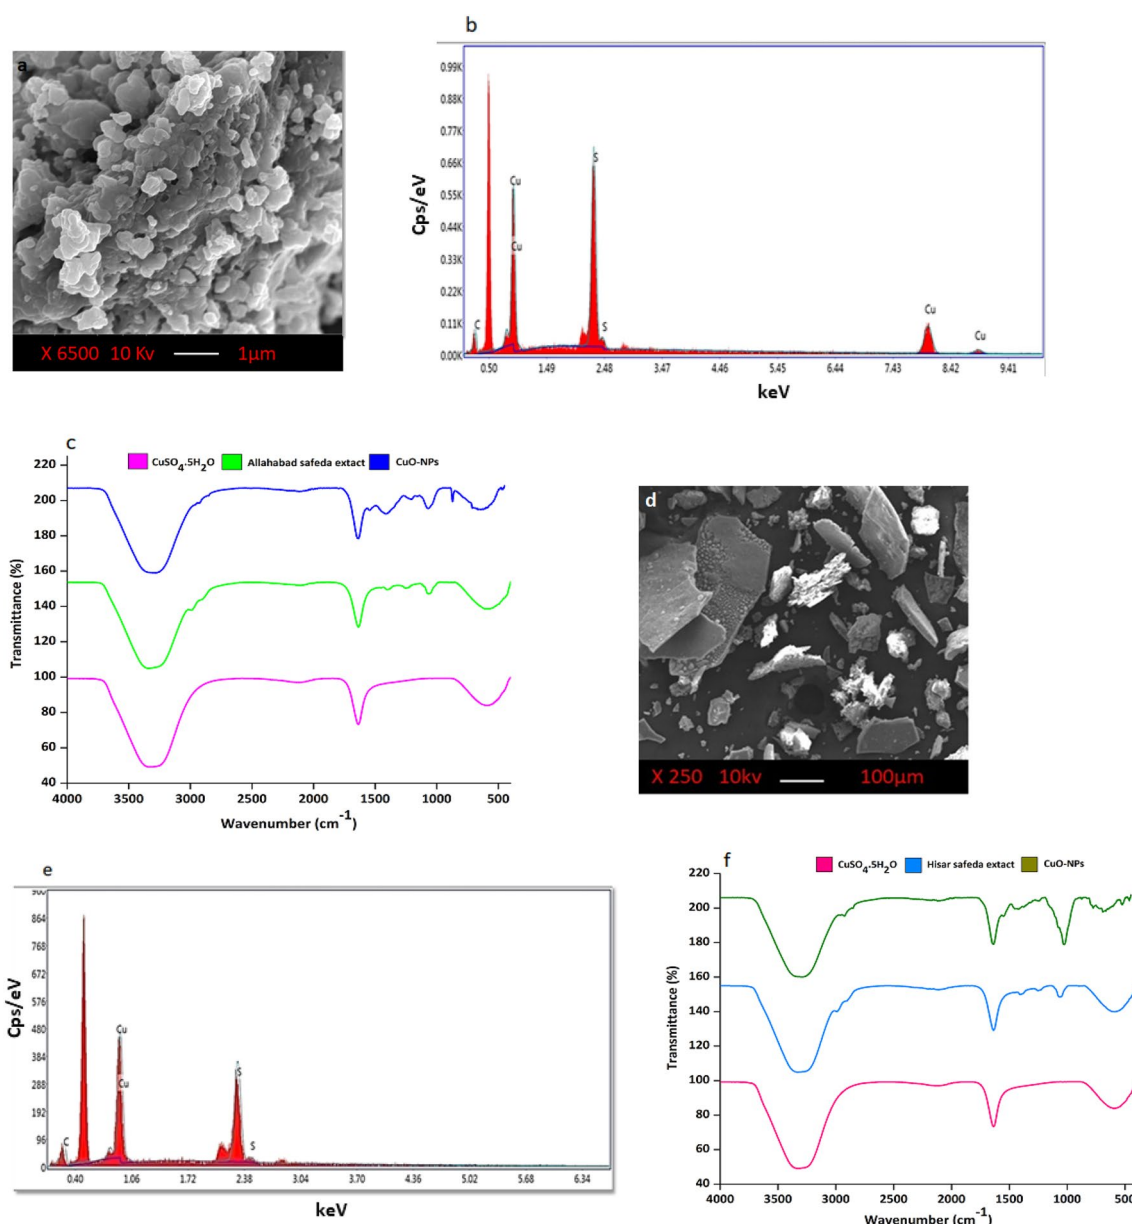 a
X 6500 10 Kv 1μm
b
Cps/eV
0.99K
0.88K
0.77K
0.66K
0.55K
0.44K
0.33K
0.22K
0.11K
0.00K
C
Cu
Cu
S
S
Cu
Cu
0.50 1.49 2.48 3.47 4.46 5.45 6.44 7.43 8.42 9.41
keV
c
CuSO4.5H2O Allahabad safeda extact CuO-NPs
Transmittance (%)
220
200
180
160
140
120
100
80
60
40
4000 3500 3000 2500 2000 1500 1000 500
Wavenumber (cm-1)
d
X 250 10kv 100μm
e
Cps/eV
900
864
768
672
576
480
384
288
192
96
0
C
Cu
Cu
S
S
0.40 1.06 1.72 2.38 3.04 3.70 4.36 5.02 5.68 6.34
keV
f
CuSO4.5H2O Hisar safeda extact CuO-NPs
Transmittance (%)
220
200
180
160
140
120
100
80
60
40
4000 3500 3000 2500 2000 1500 1000 500
Wavenumber (cm-1)